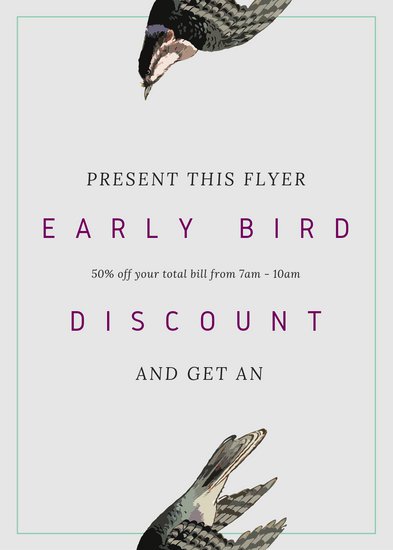 PRESENT THIS FLYER
EARLY BIRD
50% off your total bill from 7am - 10am
DISCOUNT
AND GET AN